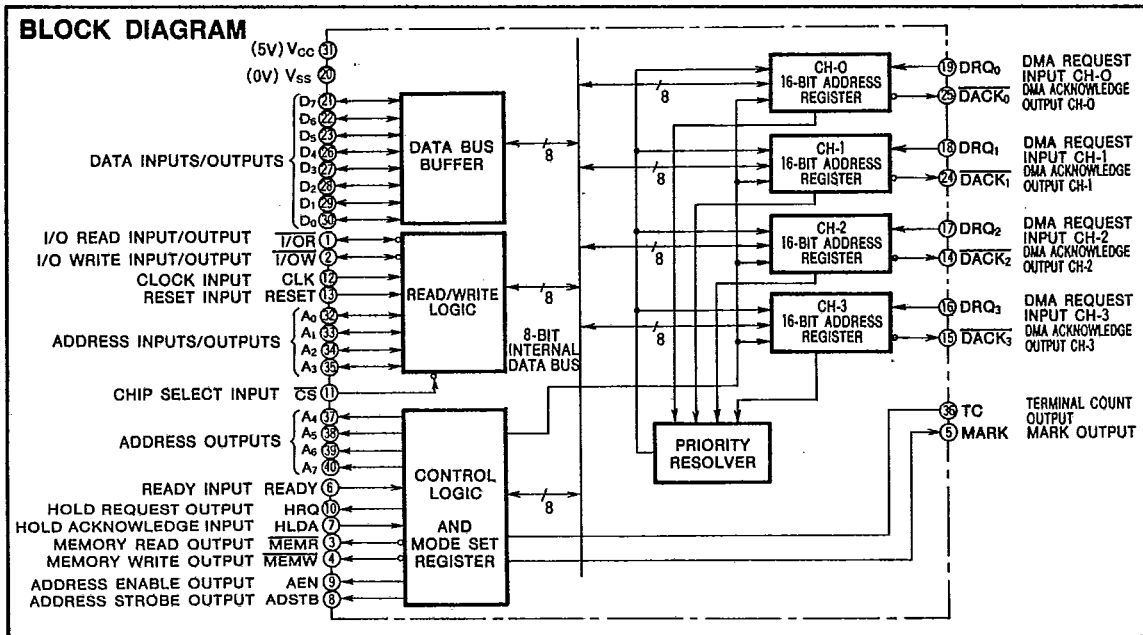 BLOCK DIAGRAM
(5V) VCC 31
(0V) VSS 20
DATA INPUTS/OUTPUTS
D7 21
D6 22
D5 23
D4 26
D3 27
D2 28
D1 29
D0 30
DATA BUS
BUFFER
8
I/O READ INPUT/OUTPUT I/OR 1
I/O WRITE INPUT/OUTPUT I/OW 2
CLOCK INPUT CLK 12
RESET INPUT RESET 13
ADDRESS INPUTS/OUTPUTS
A0 32
A1 33
A2 34
A3 35
CHIP SELECT INPUT CS 11
READ/WRITE
LOGIC
8
8-BIT
INTERNAL
DATA BUS
ADDRESS OUTPUTS
A4 37
A5 38
A6 39
A7 40
READY INPUT READY 6
HOLD REQUEST OUTPUT HRQ 10
HOLD ACKNOWLEDGE INPUT HLDA 7
MEMORY READ OUTPUT MEMR 3
MEMORY WRITE OUTPUT MEMW 4
ADDRESS ENABLE OUTPUT AEN 9
ADDRESS STROBE OUTPUT ADSTB 8
CONTROL
LOGIC
AND
MODE SET
REGISTER
8
8
CH-0
16-BIT ADDRESS
REGISTER
19 DRQ0 DMA REQUEST
INPUT CH-0
25 DACK0 DMA ACKNOWLEDGE
OUTPUT CH-0
8
CH-1
16-BIT ADDRESS
REGISTER
18 DRQ1 DMA REQUEST
INPUT CH-1
24 DACK1 DMA ACKNOWLEDGE
OUTPUT CH-1
8
CH-2
16-BIT ADDRESS
REGISTER
17 DRQ2 DMA REQUEST
INPUT CH-2
14 DACK2 DMA ACKNOWLEDGE
OUTPUT CH-2
8
CH-3
16-BIT ADDRESS
REGISTER
16 DRQ3 DMA REQUEST
INPUT CH-3
15 DACK3 DMA ACKNOWLEDGE
OUTPUT CH-3
PRIORITY
RESOLVER
36 TC TERMINAL COUNT
OUTPUT
5 MARK MARK OUTPUT